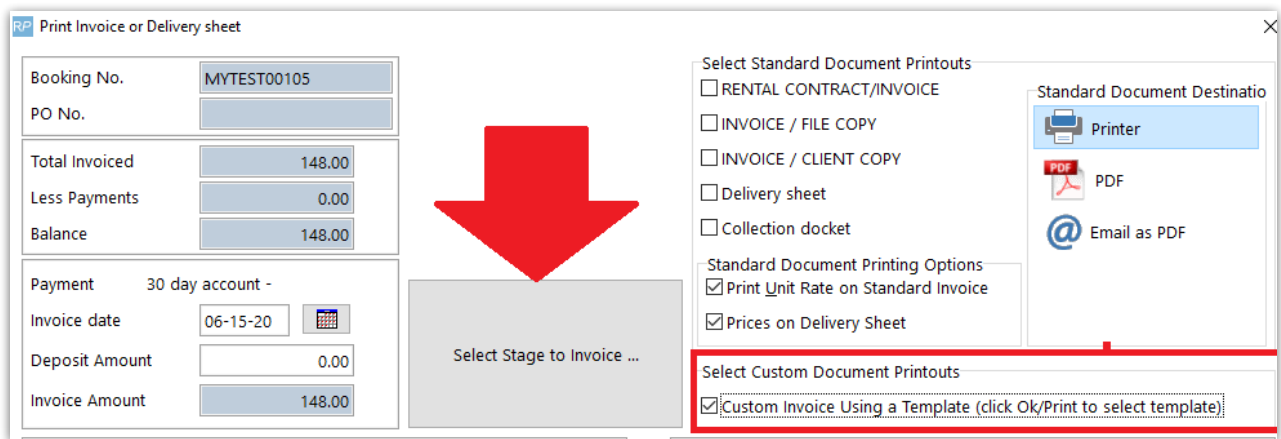 RP Print Invoice or Delivery sheet
Booking No. MYTEST00105
PO No.
Total Invoiced 148.00
Less Payments 0.00
Balance 148.00
Payment 30 day account -
Invoice date 06-15-20
Deposit Amount 0.00
Invoice Amount 148.00
Select Stage to Invoice ...
Select Standard Document Printouts
RENTAL CONTRACT/INVOICE
INVOICE / FILE COPY
INVOICE / CLIENT COPY
Delivery sheet
Collection docket
Standard Document Printing Options
Print Unit Rate on Standard Invoice
Prices on Delivery Sheet
Standard Document Destinatio
Printer
PDF PDF
@ Email as PDF
Select Custom Document Printouts
Custom Invoice Using a Template (click Ok/Print to select template)